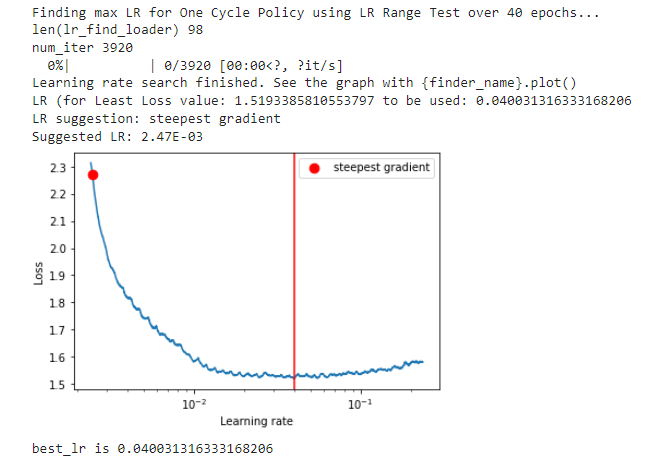 Finding max LR for One Cycle Policy using LR Range Test over 40 epochs...
len(lr_find_loader) 98
num_iter 3920
0%| | 0/3920 [00:00<?, ?it/s]
Learning rate search finished. See the graph with {finder_name}.plot()
LR (for Least Loss value: 1.5193385810553797 to be used: 0.040031316333168206
LR suggestion: steepest gradient
Suggested LR: 2.47E-03
steepest gradient
2.3
2.2
2.1
2.0
1.9
1.8
1.7
1.6
1.5
Loss
10⁻² 10⁻¹
Learning rate
best_lr is 0.040031316333168206